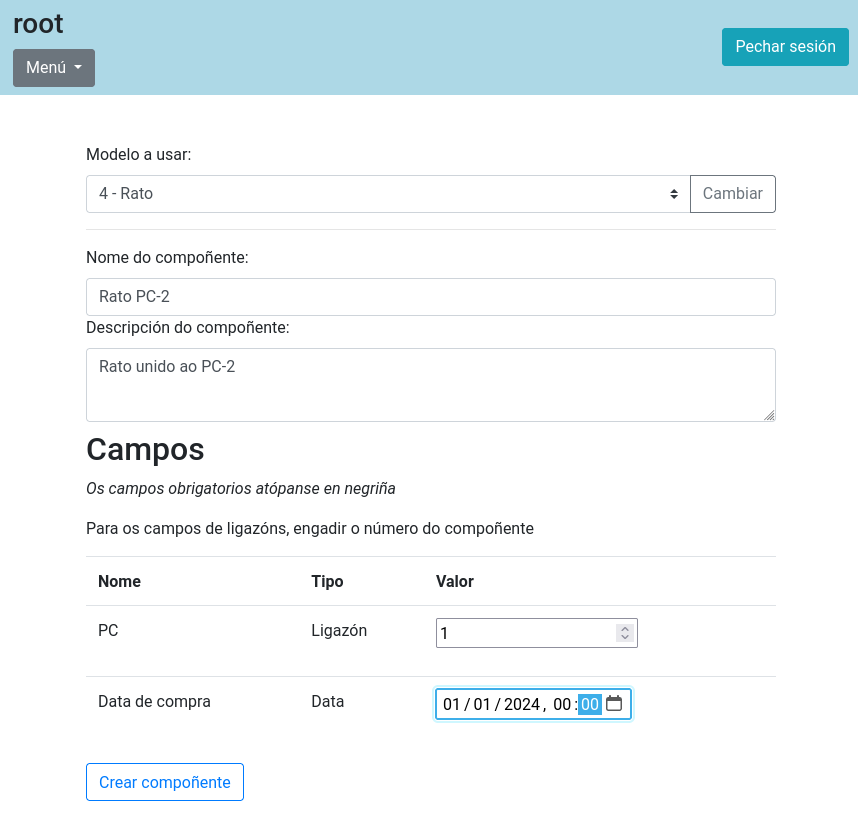 root
Menú
Pechar sesión
Modelo a usar:
4 - Rato
Cambiar
Nome do compoñente:
Rato PC-2
Descripción do compoñente:
Rato unido ao PC-2
Campos
Os campos obrigatorios atópanse en negriña
Para os campos de ligazóns, engadir o número do compoñente
Nome Tipo Valor
PC Ligazón 1
Data de compra Data 01/01/2024, 00:00
Crear compoñente